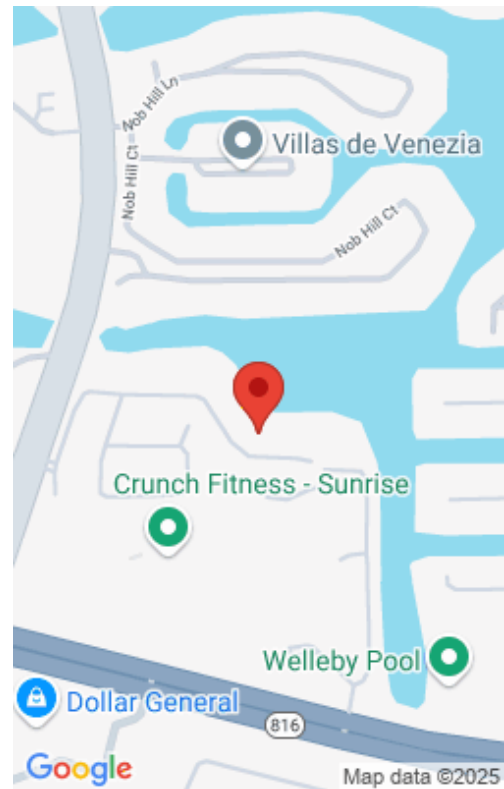 Nob Hill Ln
Villas de Venezia
Nob Hill Ct
Nob Hill Ct
Crunch Fitness - Sunrise
Welleby Pool
Dollar General
816
Google
Map data ©2025